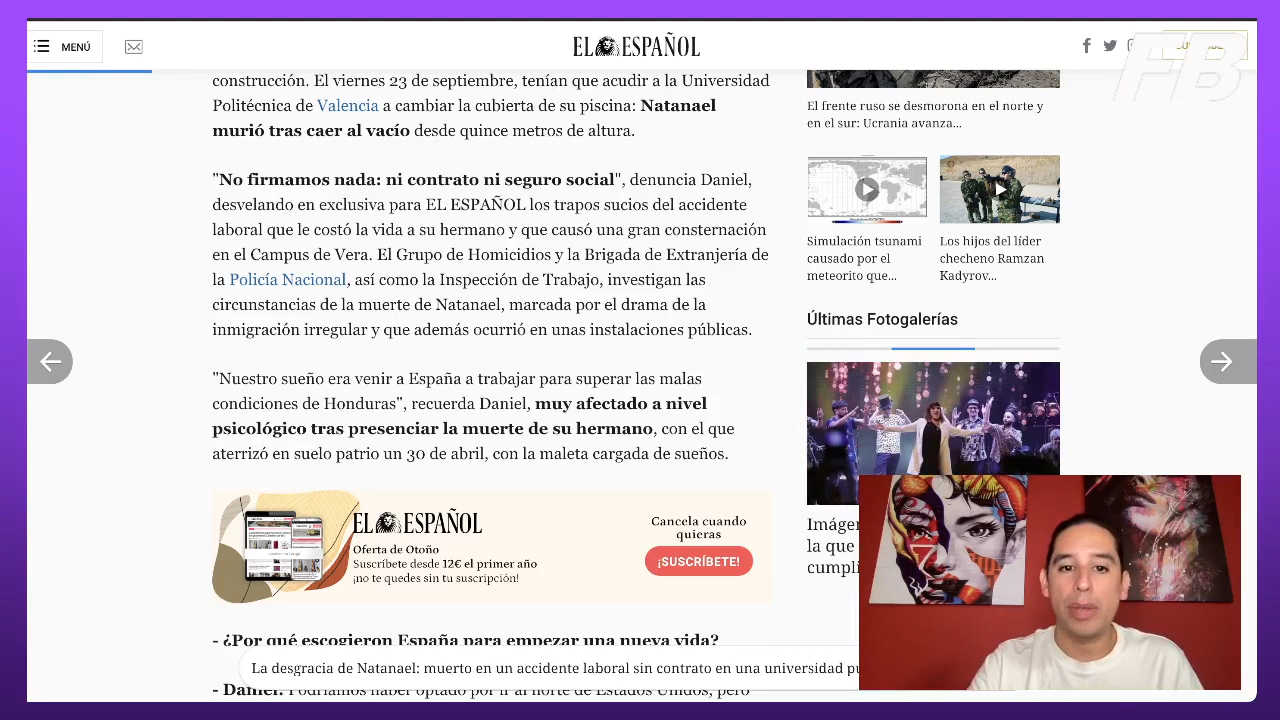 MENÚ
EL ESPAÑOL
FB
construcción. El viernes 23 de septiembre, tenían que acudir a la Universidad
Politécnica de Valencia a cambiar la cubierta de su piscina: Natanael
murió tras caer al vacío desde quince metros de altura.
"No firmamos nada: ni contrato ni seguro social", denuncia Daniel,
desvelando en exclusiva para EL ESPAÑOL los trapos sucios del accidente
laboral que le costó la vida a su hermano y que causó una gran consternación
en el Campus de Vera. El Grupo de Homicidios y la Brigada de Extranjería de
la Policía Nacional, así como la Inspección de Trabajo, investigan las
circunstancias de la muerte de Natanael, marcada por el drama de la
inmigración irregular y que además ocurrió en unas instalaciones públicas.
"Nuestro sueño era venir a España a trabajar para superar las malas
condiciones de Honduras", recuerda Daniel, muy afectado a nivel
psicológico tras presenciar la muerte de su hermano, con el que
aterrizó en suelo patrio un 30 de abril, con la maleta cargada de sueños.
EL ESPAÑOL
Oferta de Otoño
Suscríbete desde 12€ el primer año
¡no te quedes sin tu suscripción!
Cancela cuando
quieras
¡SUSCRÍBETE!
- ¿Por qué escogieron España para empezar una nueva vida?
La desgracia de Natanael: muerto en un accidente laboral sin contrato en una universidad pú
- Daniel: Podríamos haber optado por ir al norte de Estados Unidos, pero
El frente ruso se desmorona en el norte y
en el sur: Ucrania avanza...
Simulación tsunami
causado por el
meteorito que...
Los hijos del líder
checheno Ramzan
Kadyrov...
Últimas Fotogalerías
Imágen
la que
cumpli